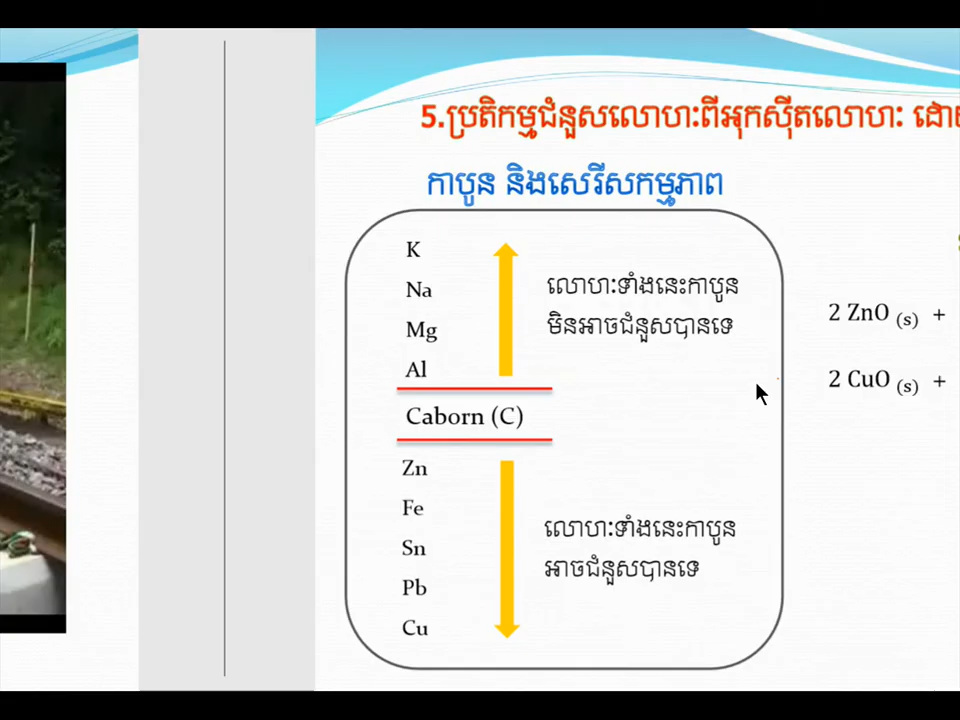 5.ប្រតិកម្មជំនួសលោហៈពីអុកស៊ីតលោហៈ
កាបូន និងសេរីសកម្មភាព
K
Na
Mg
Al
លោហៈទាំងនេះកាបូន
មិនអាចជំនួសបានទេ
Caborn (C)
Zn
Fe
Sn
Pb
Cu
លោហៈទាំងនេះកាបូន
អាចជំនួសបានទេ
2 ZnO (s) +
2 CuO (s) +